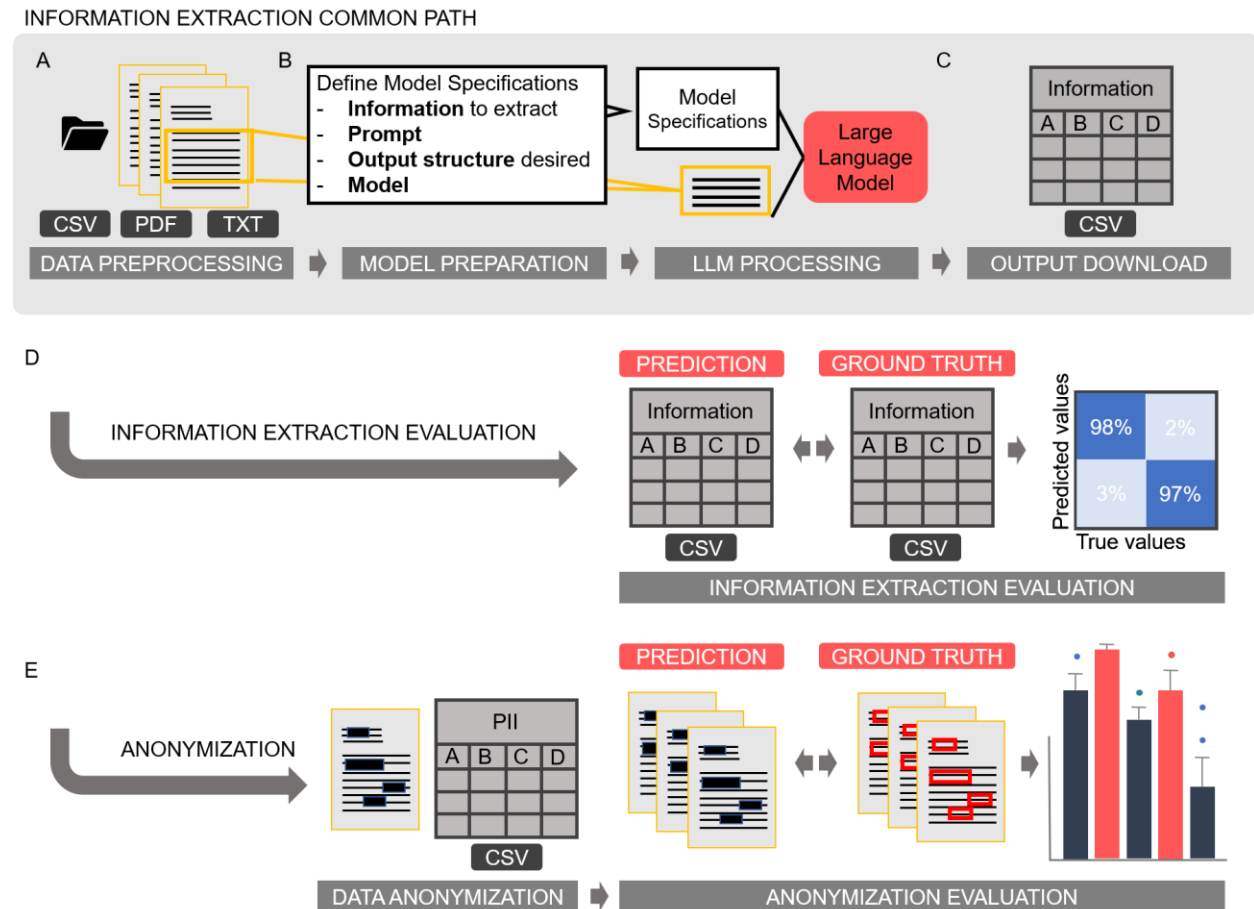 INFORMATION EXTRACTION COMMON PATH
A
B
C
Define Model Specifications
- Information to extract
- Prompt
- Output structure desired
- Model
Model
Specifications
Large
Language
Model
Information
A B C D
CSV
CSV PDF TXT
DATA PREPROCESSING
MODEL PREPARATION
LLM PROCESSING
OUTPUT DOWNLOAD
D
INFORMATION EXTRACTION EVALUATION
PREDICTION
Information
A B C D
CSV
GROUND TRUTH
Information
A B C D
CSV
Predicted values
98% 2%
3% 97%
True values
INFORMATION EXTRACTION EVALUATION
E
ANONYMIZATION
PII
A B C D
CSV
PREDICTION
GROUND TRUTH
DATA ANONYMIZATION
ANONYMIZATION EVALUATION